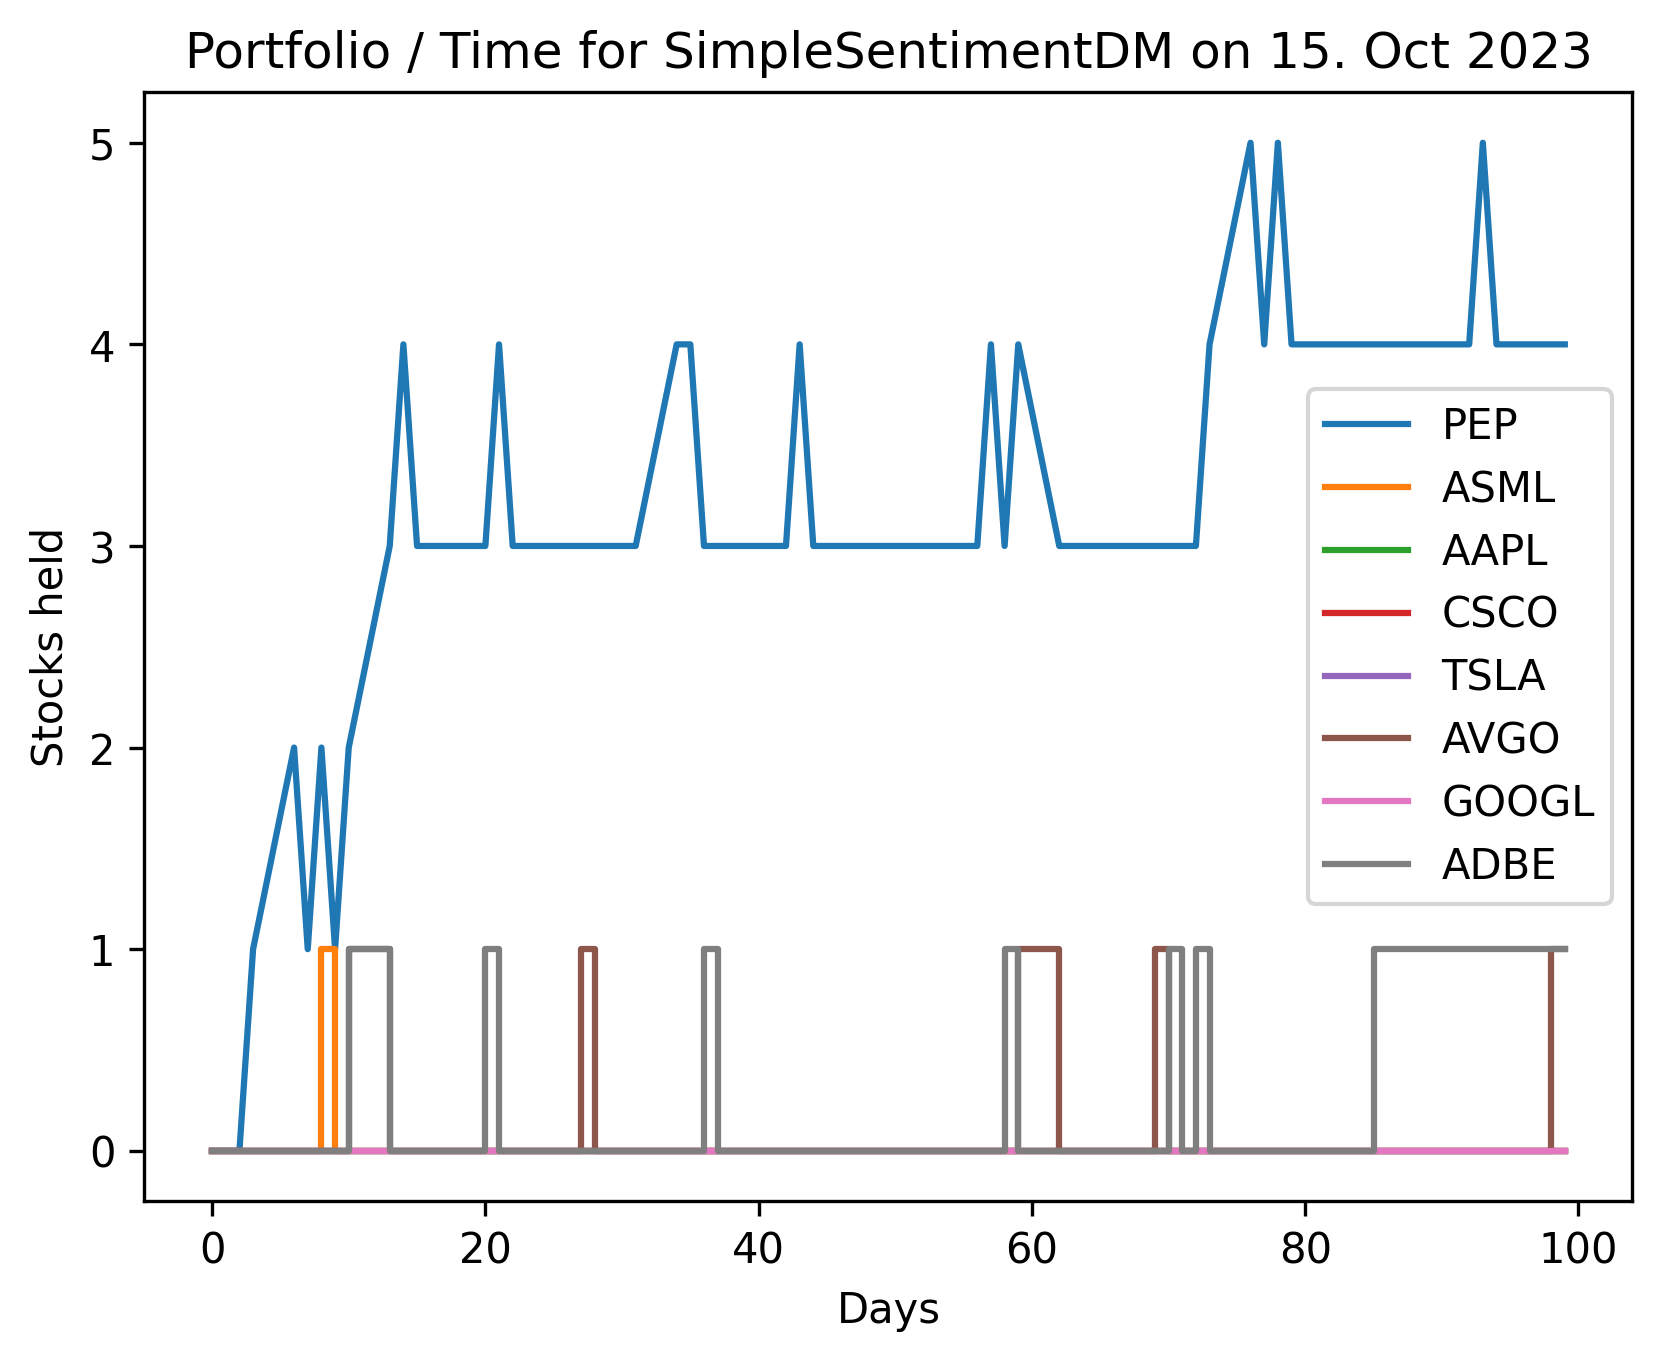 Portfolio / Time for SimpleSentimentDM on 15. Oct 2023
Stocks held
5
4
3
2
1
0
PEP
ASML
AAPL
CSCO
TSLA
AVGO
GOOGL
ADBE
0 20 40 60 80 100
Days